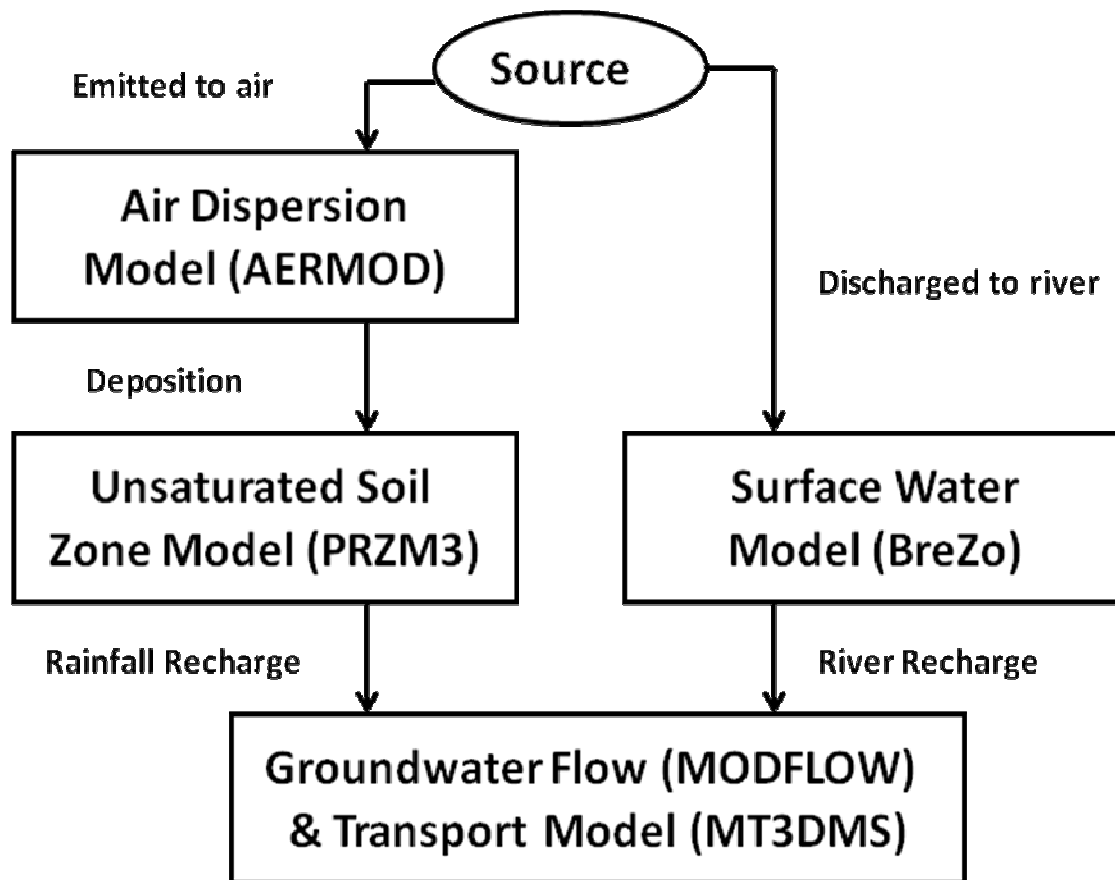 Source
Emitted to air
Air Dispersion
Model (AERMOD)
Discharged to river
Deposition
Unsaturated Soil
Zone Model (PRZM3)
Surface Water
Model (BreZo)
Rainfall Recharge
River Recharge
Groundwater Flow (MODFLOW)
& Transport Model (MT3DMS)